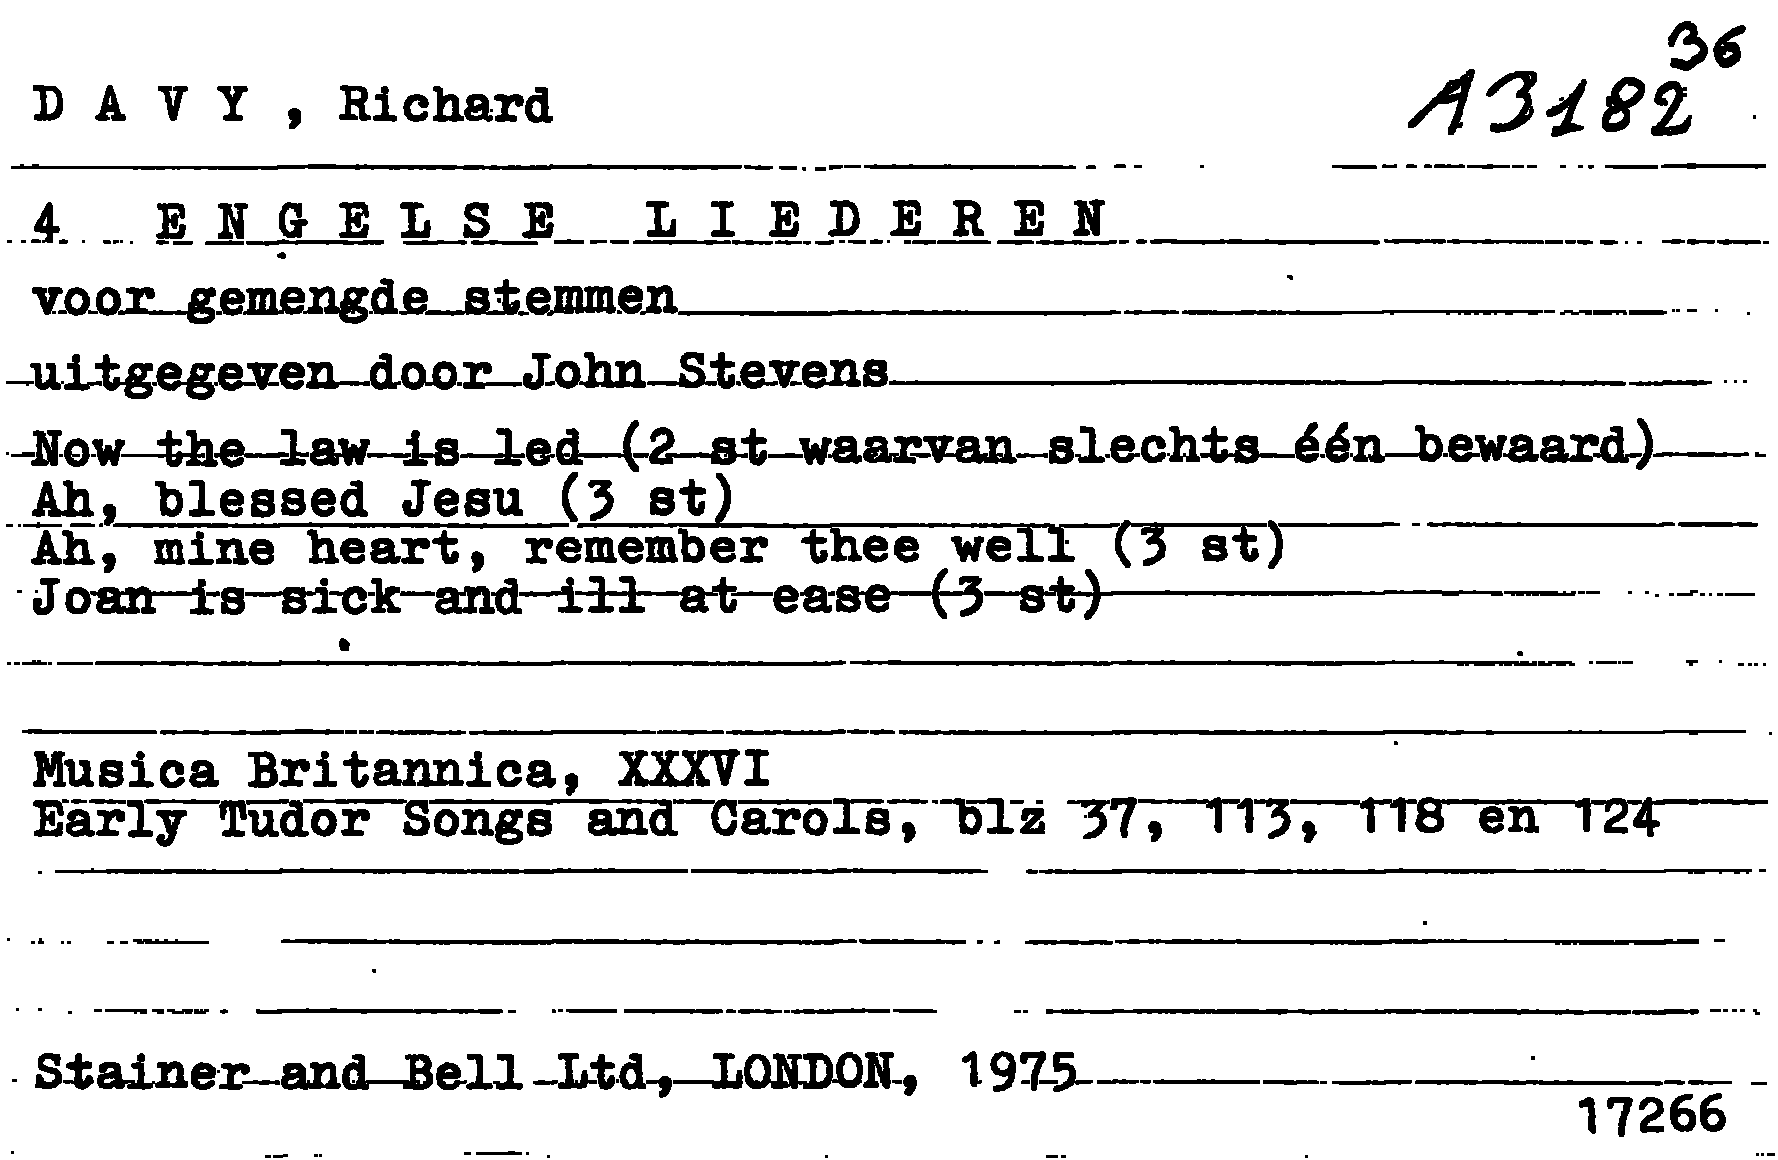 36
D A V Y , Richard A3182
4 E N G E L S E L I E D E R E N
voor gemengde stemmen
uitgegeven door John Stevens
Now the law is led (2 st waarvan slechts één bewaard)
Ah, blessed Jesu (3 st)
Ah, mine heart, remember thee well (3 st)
Joan is sick and ill at ease (3 st)
Musica Britannica, XXXVI
Early Tudor Songs and Carols, blz 37, 113, 118 en 124
Stainer and Bell Ltd, LONDON, 1975
17266